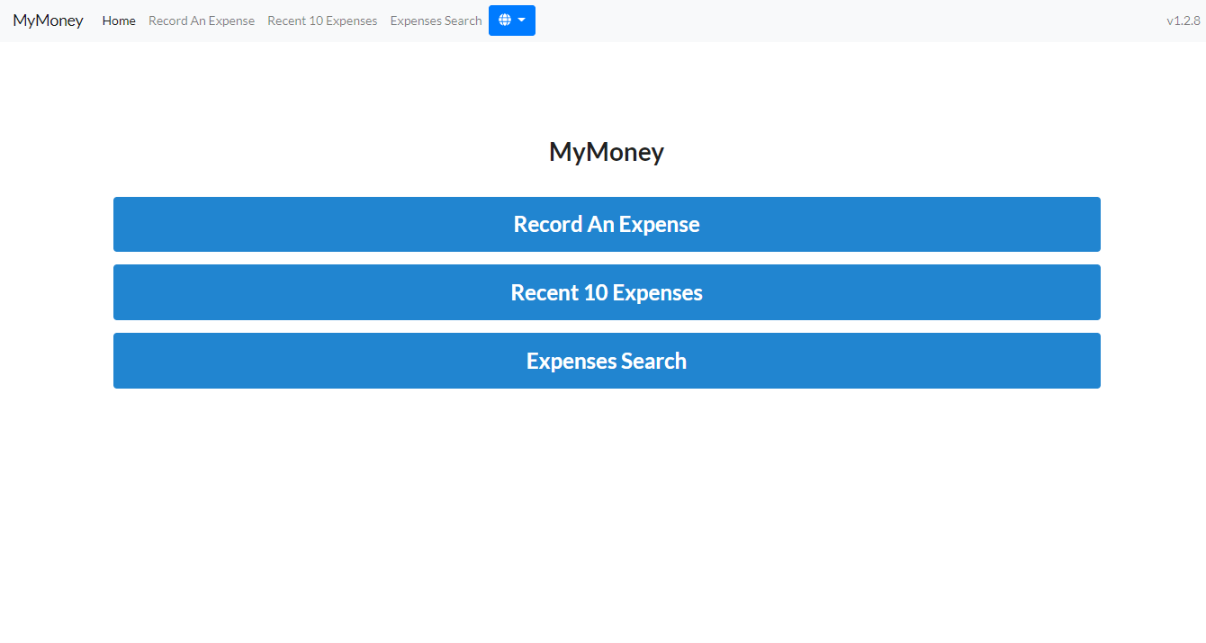 MyMoney Home Record An Expense Recent 10 Expenses Expenses Search v1.2.8
MyMoney
Record An Expense
Recent 10 Expenses
Expenses Search